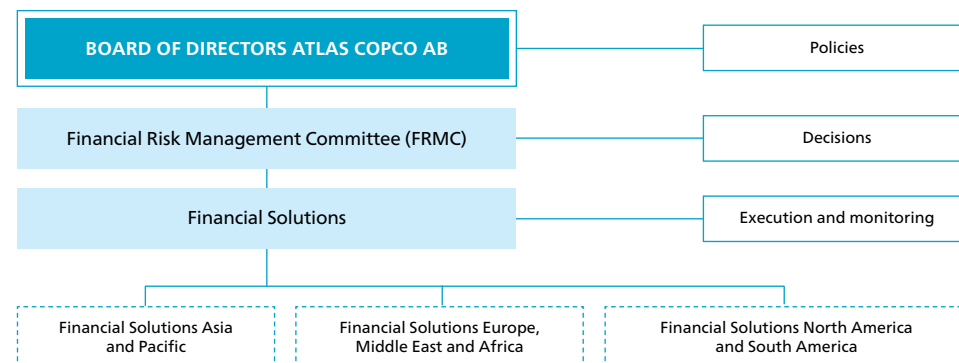 BOARD OF DIRECTORS ATLAS COPCO AB
Policies
Financial Risk Management Committee (FRMC)
Decisions
Financial Solutions
Execution and monitoring
Financial Solutions Asia
and Pacific
Financial Solutions Europe,
Middle East and Africa
Financial Solutions North America
and South America